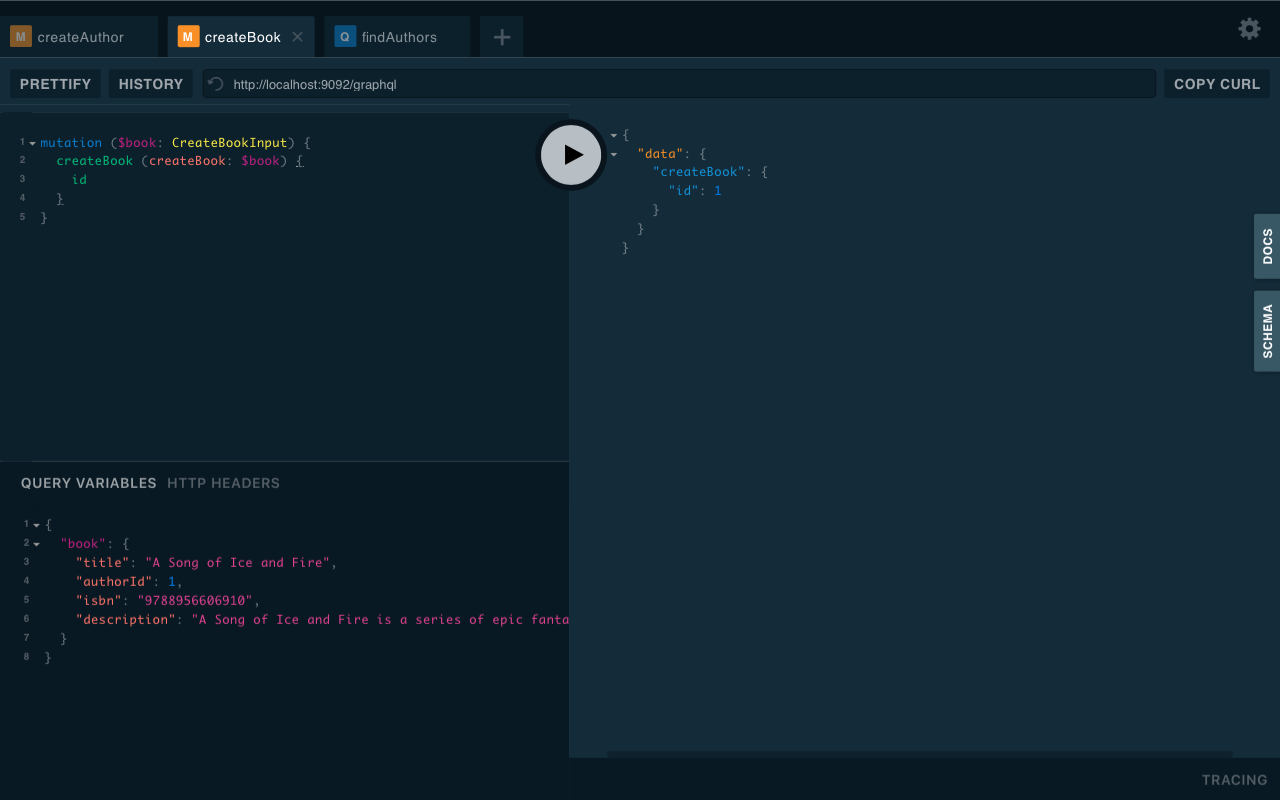 M createAuthor
M createBook
Q findAuthors
PRETTIFY
HISTORY
http://localhost:9092/graphql
COPY CURL
1 mutation ($book: CreateBookInput) {
2 createBook (createBook: $book) {
3 id
4 }
5 }
{
"data": {
"createBook": {
"id": 1
}
}
}
DOCS
SCHEMA
QUERY VARIABLES HTTP HEADERS
1 {
2 "book": {
3 "title": "A Song of Ice and Fire",
4 "authorId": 1,
5 "isbn": "9788956606910",
6 "description": "A Song of Ice and Fire is a series of epic fanta
7 }
8 }
TRACING